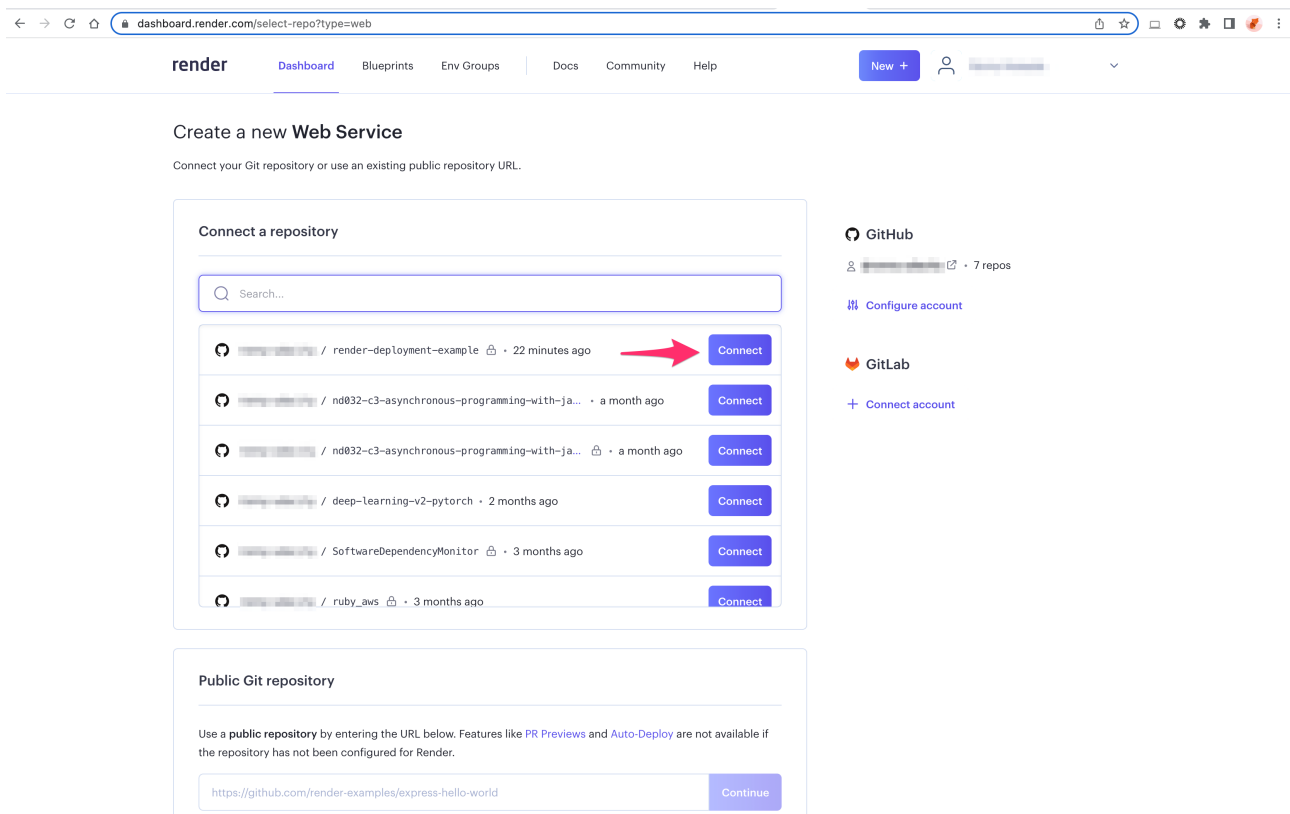 dashboard.render.com/select-repo?type=web
render Dashboard Blueprints Env Groups Docs Community Help New +
Create a new Web Service
Connect your Git repository or use an existing public repository URL.
Connect a repository
Search...
/ render-deployment-example • 22 minutes ago Connect
/ nd032-c3-asynchronous-programming-with-ja... • a month ago Connect
/ nd032-c3-asynchronous-programming-with-ja... • a month ago Connect
/ deep-learning-v2-pytorch • 2 months ago Connect
/ SoftwareDependencyMonitor • 3 months ago Connect
/ ruby_aws • 3 months ago Connect
GitHub
• 7 repos
Configure account
GitLab
+ Connect account
Public Git repository
Use a public repository by entering the URL below. Features like PR Previews and Auto-Deploy are not available if
the repository has not been configured for Render.
https://github.com/render-examples/express-hello-world Continue